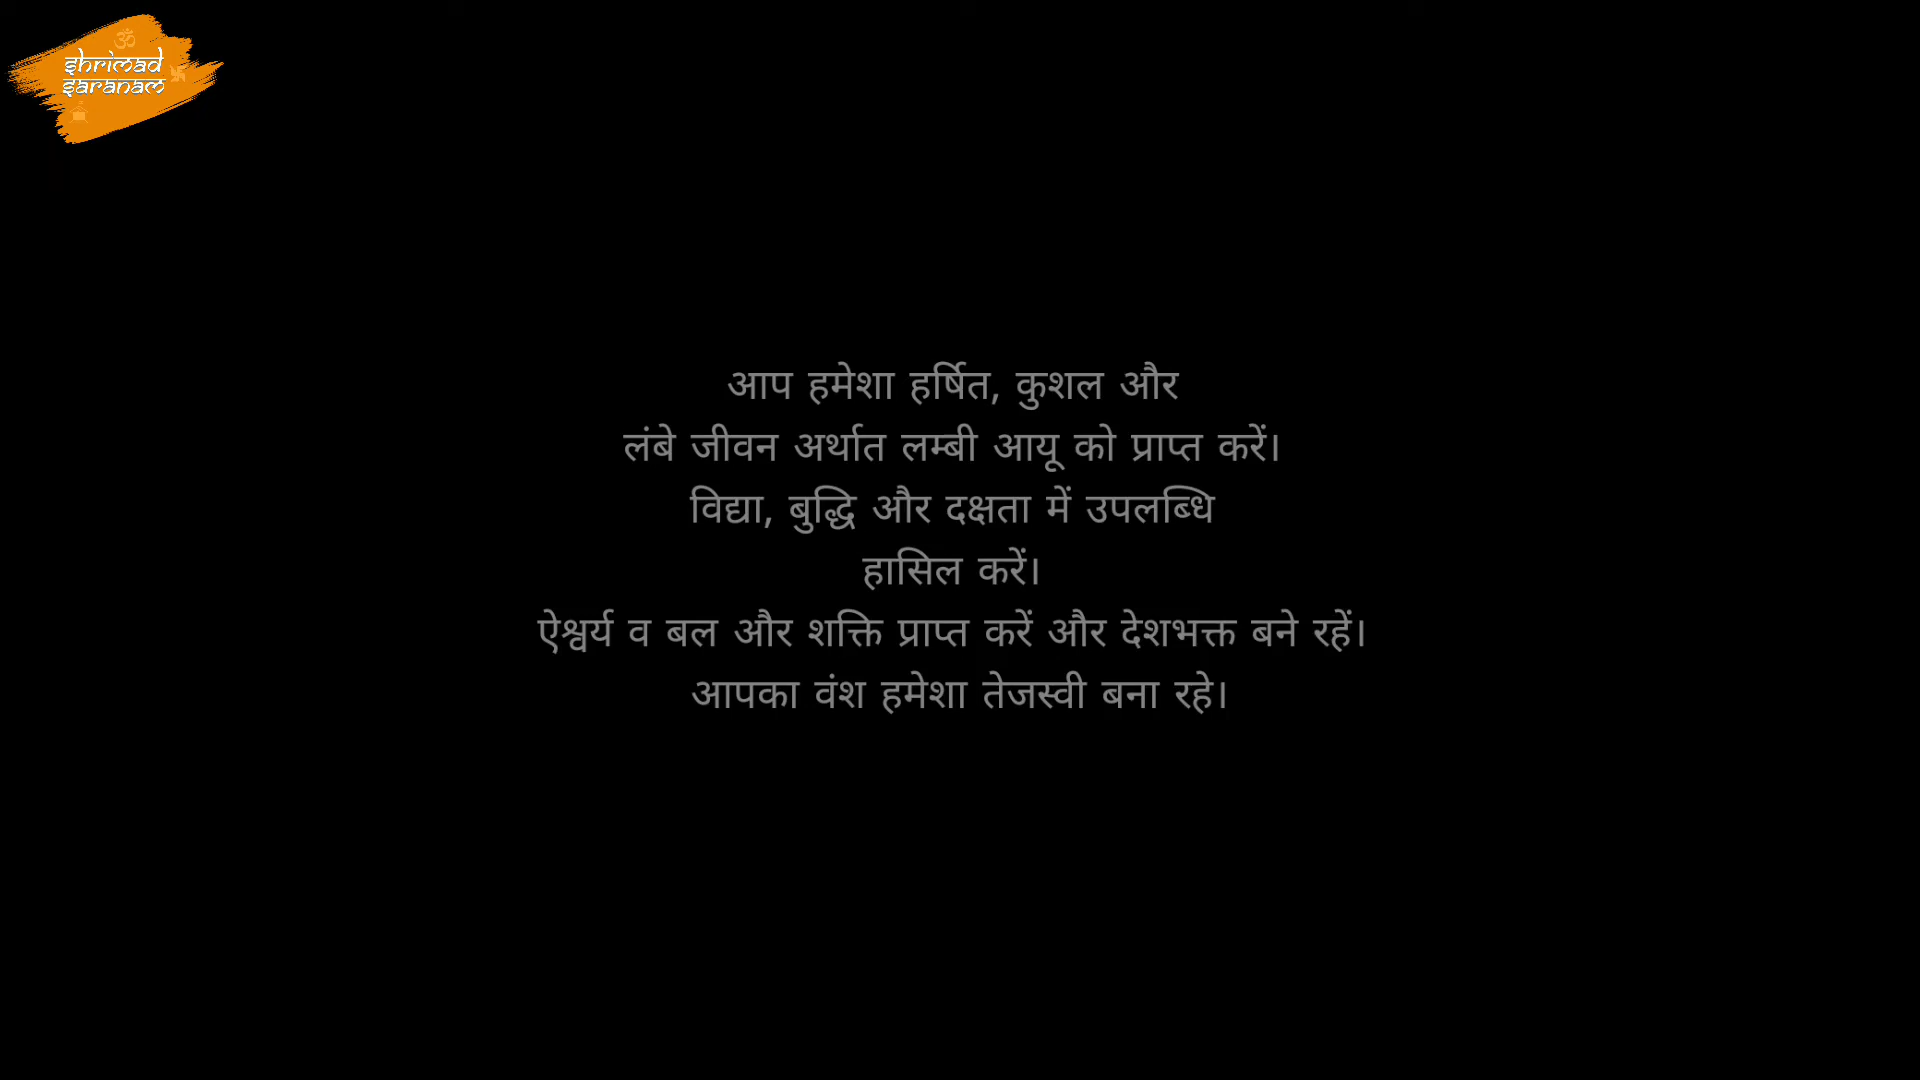 ॐ
shrimad
saranam
आप हमेशा हर्षित, कुशल और
लंबे जीवन अर्थात लम्बी आयू को प्राप्त करें।
विद्या, बुद्धि और दक्षता में उपलब्धि
हासिल करें।
ऐश्वर्य व बल और शक्ति प्राप्त करें और देशभक्त बने रहें।
आपका वंश हमेशा तेजस्वी बना रहे।